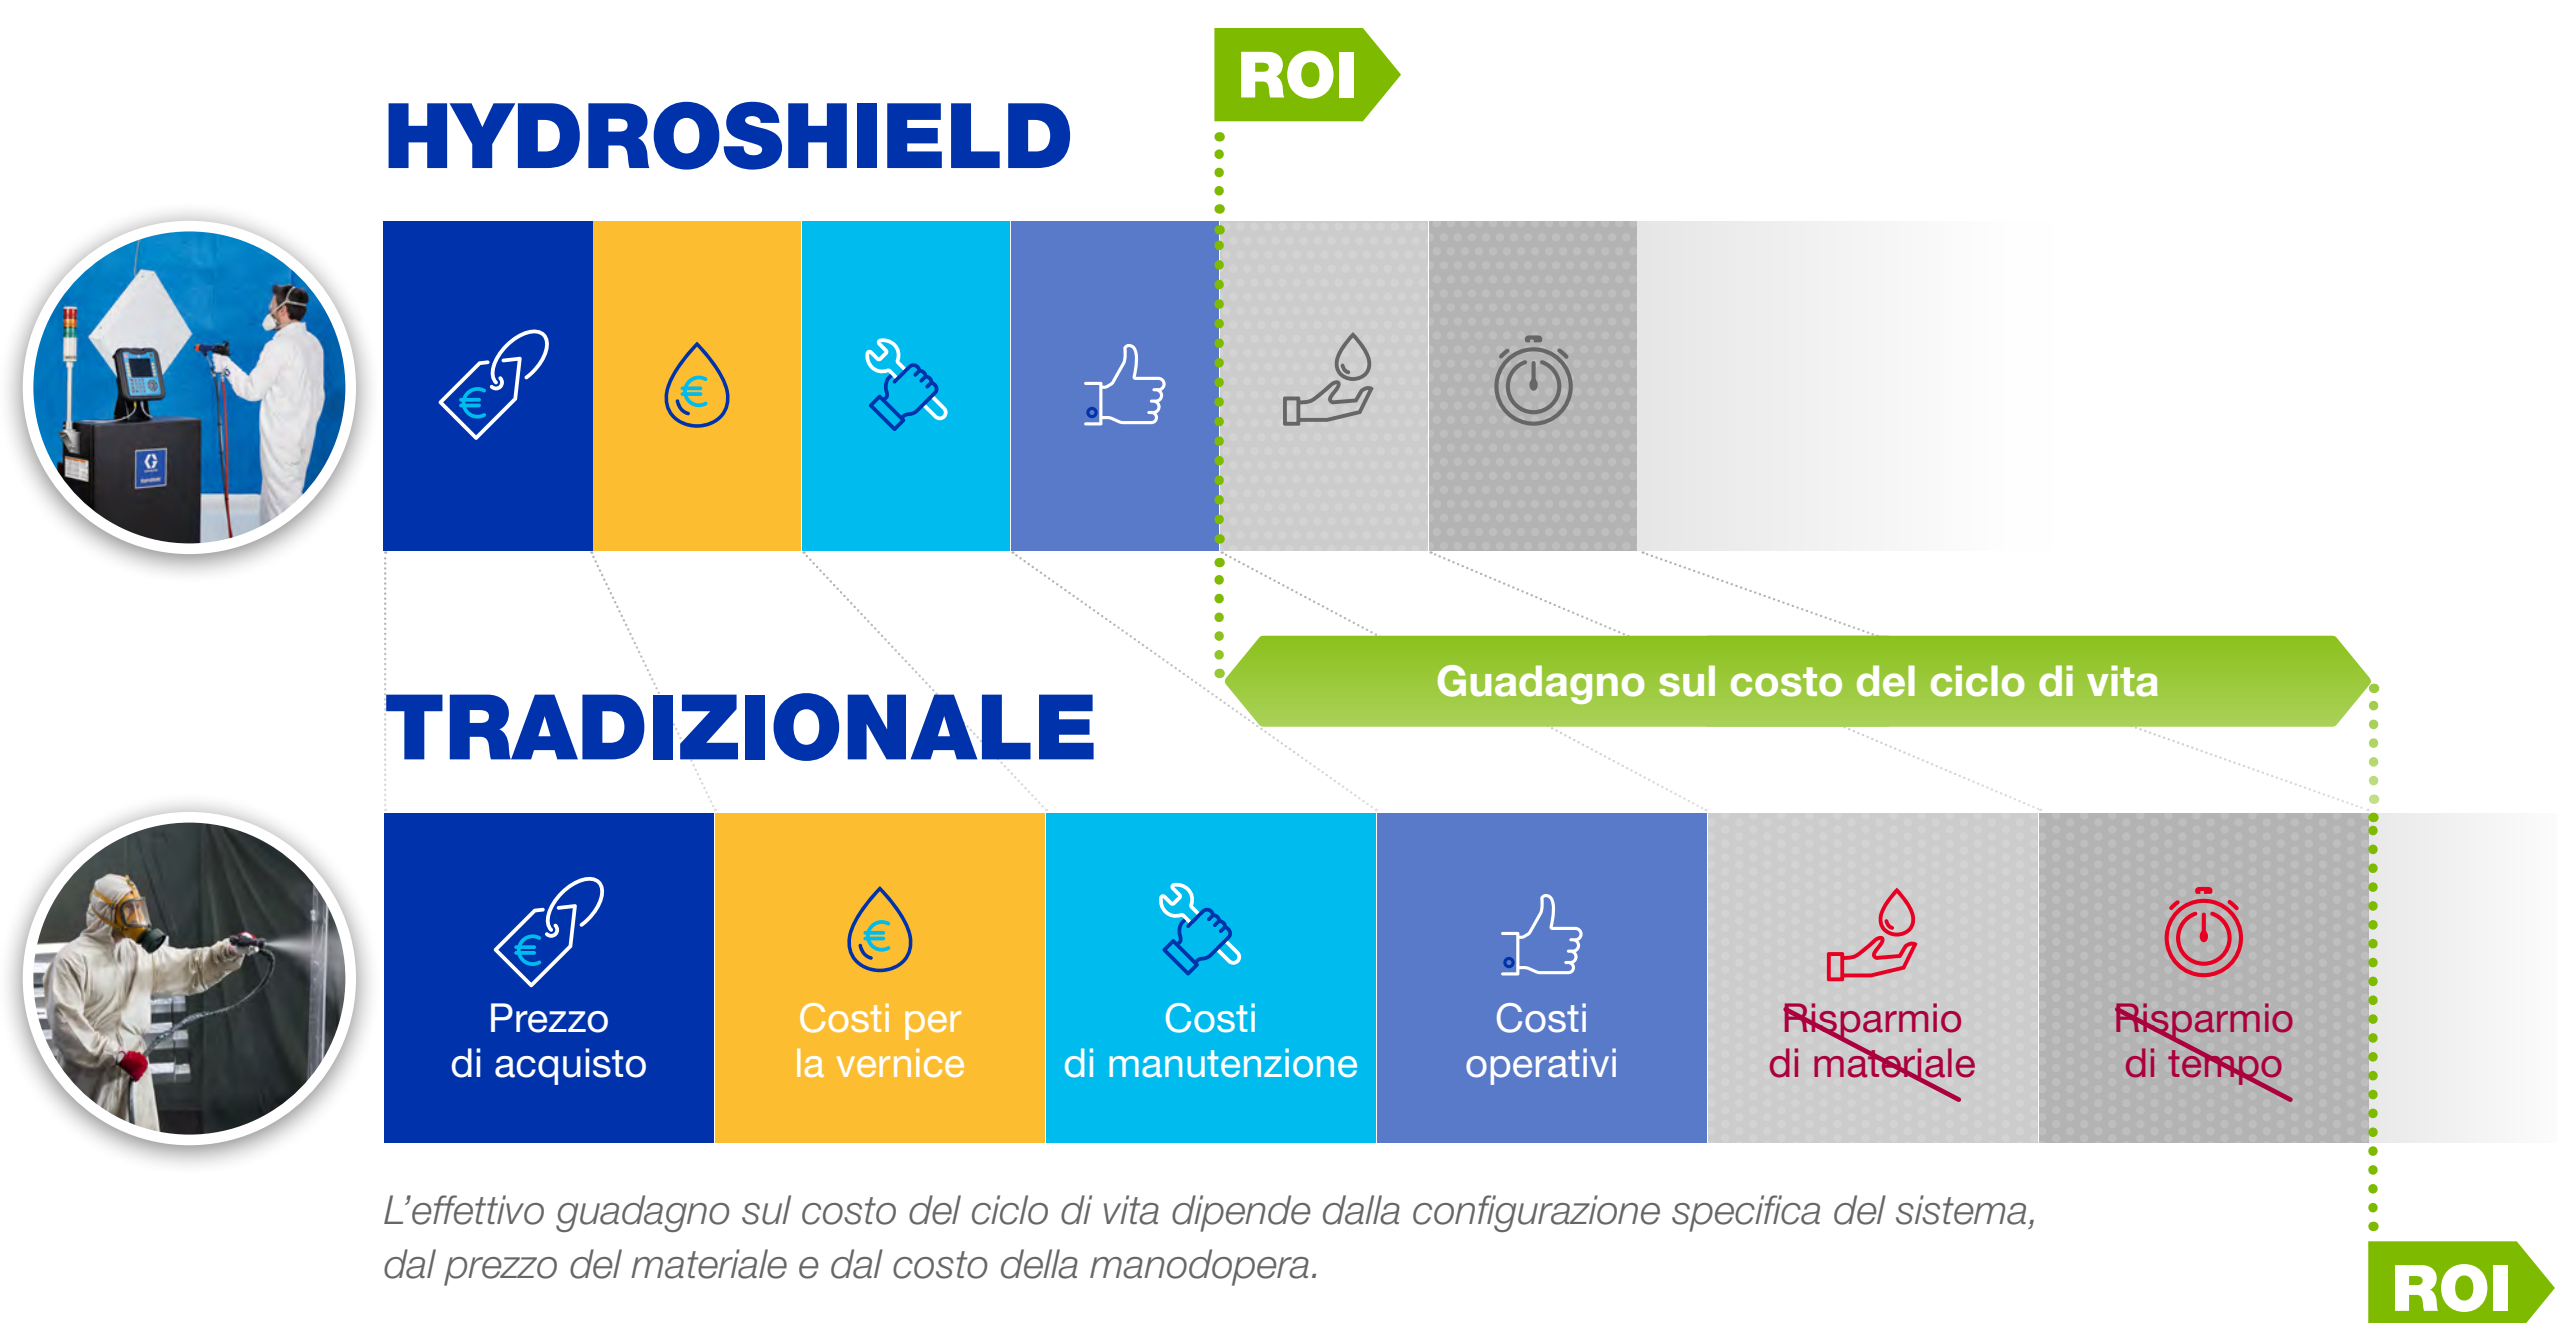 ROI
HYDROSHIELD
€
€
Guadagno sul costo del ciclo di vita
TRADIZIONALE
€
€
Prezzo
di acquisto
Costi per
la vernice
Costi
di manutenzione
Costi
operativi
Risparmio
di materiale
Risparmio
di tempo
L’effettivo guadagno sul costo del ciclo di vita dipende dalla configurazione specifica del sistema,
dal prezzo del materiale e dal costo della manodopera.
ROI